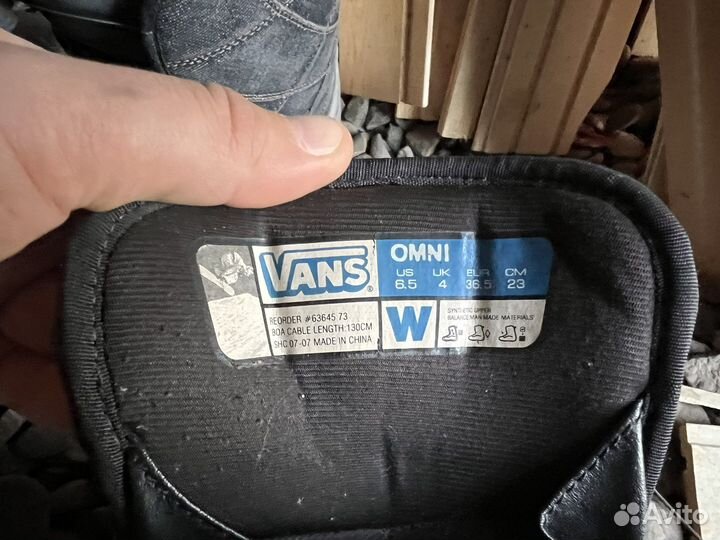 VANS
REORDER #63645 73
BOA CABLE LENGTH:130CM
SHC 07-07 MADE IN CHINA
OMNI
US UK EUR CM
6.5 4 36.5 23
W
SYNTHETIC UPPER
BALANCE MAN MADE MATERIALS
Avito